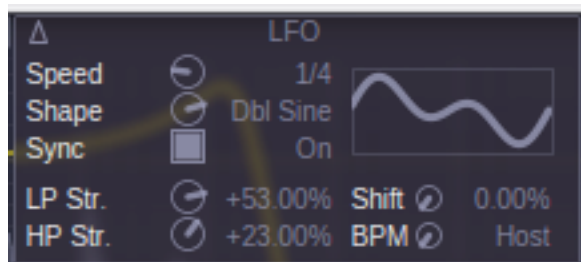 LFO
Speed 1/4
Shape Dbl Sine
Sync On
LP Str. +53.00% Shift 0.00%
HP Str. +23.00% BPM Host